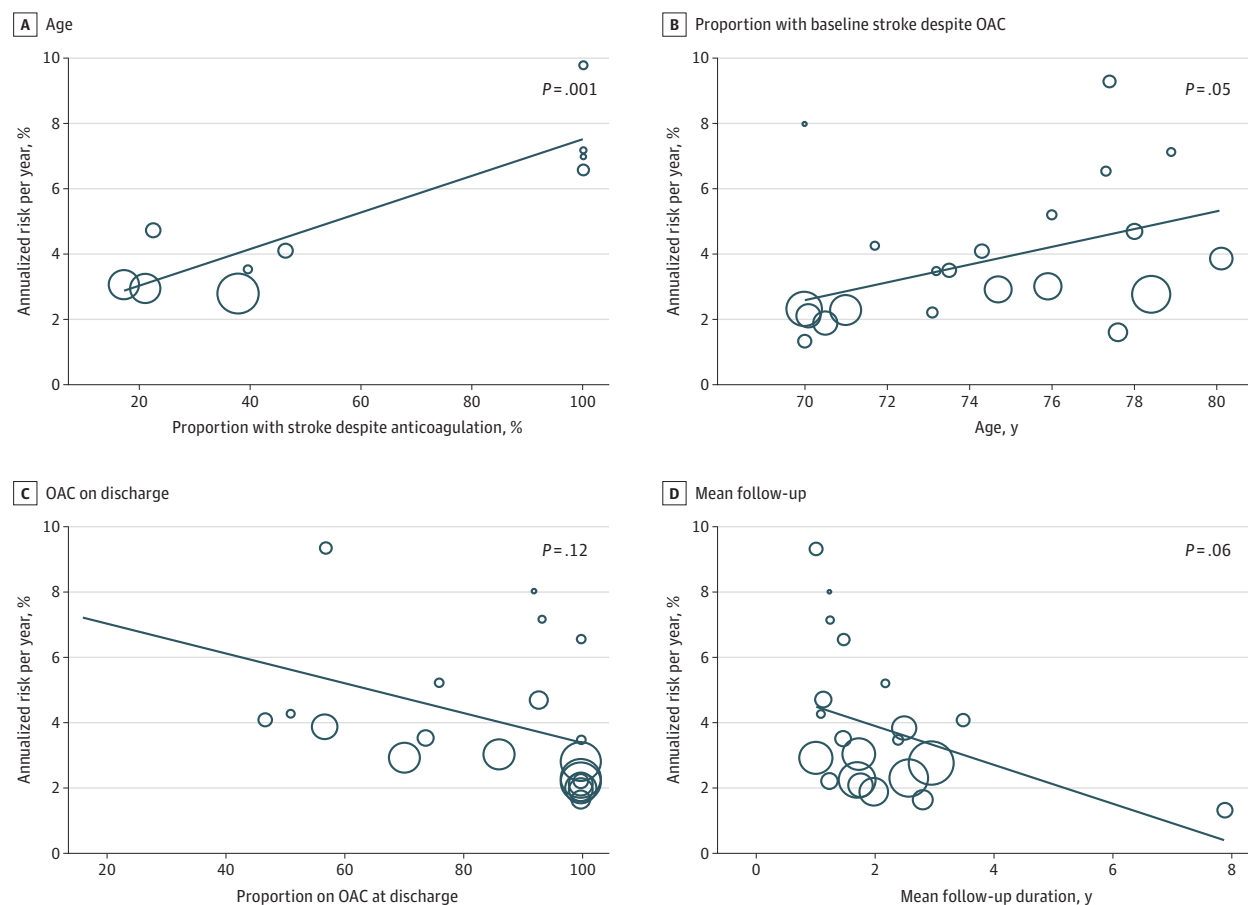 A Age
10
8
6
4
2
0
Annualized risk per year, %
P = .001
20 40 60 80 100
Proportion with stroke despite anticoagulation, %
B Proportion with baseline stroke despite OAC
10
8
6
4
2
0
Annualized risk per year, %
P = .05
70 72 74 76 78 80
Age, y
C OAC on discharge
10
8
6
4
2
0
Annualized risk per year, %
P = .12
20 40 60 80 100
Proportion on OAC at discharge
D Mean follow-up
10
8
6
4
2
0
Annualized risk per year, %
P = .06
0 2 4 6 8
Mean follow-up duration, y